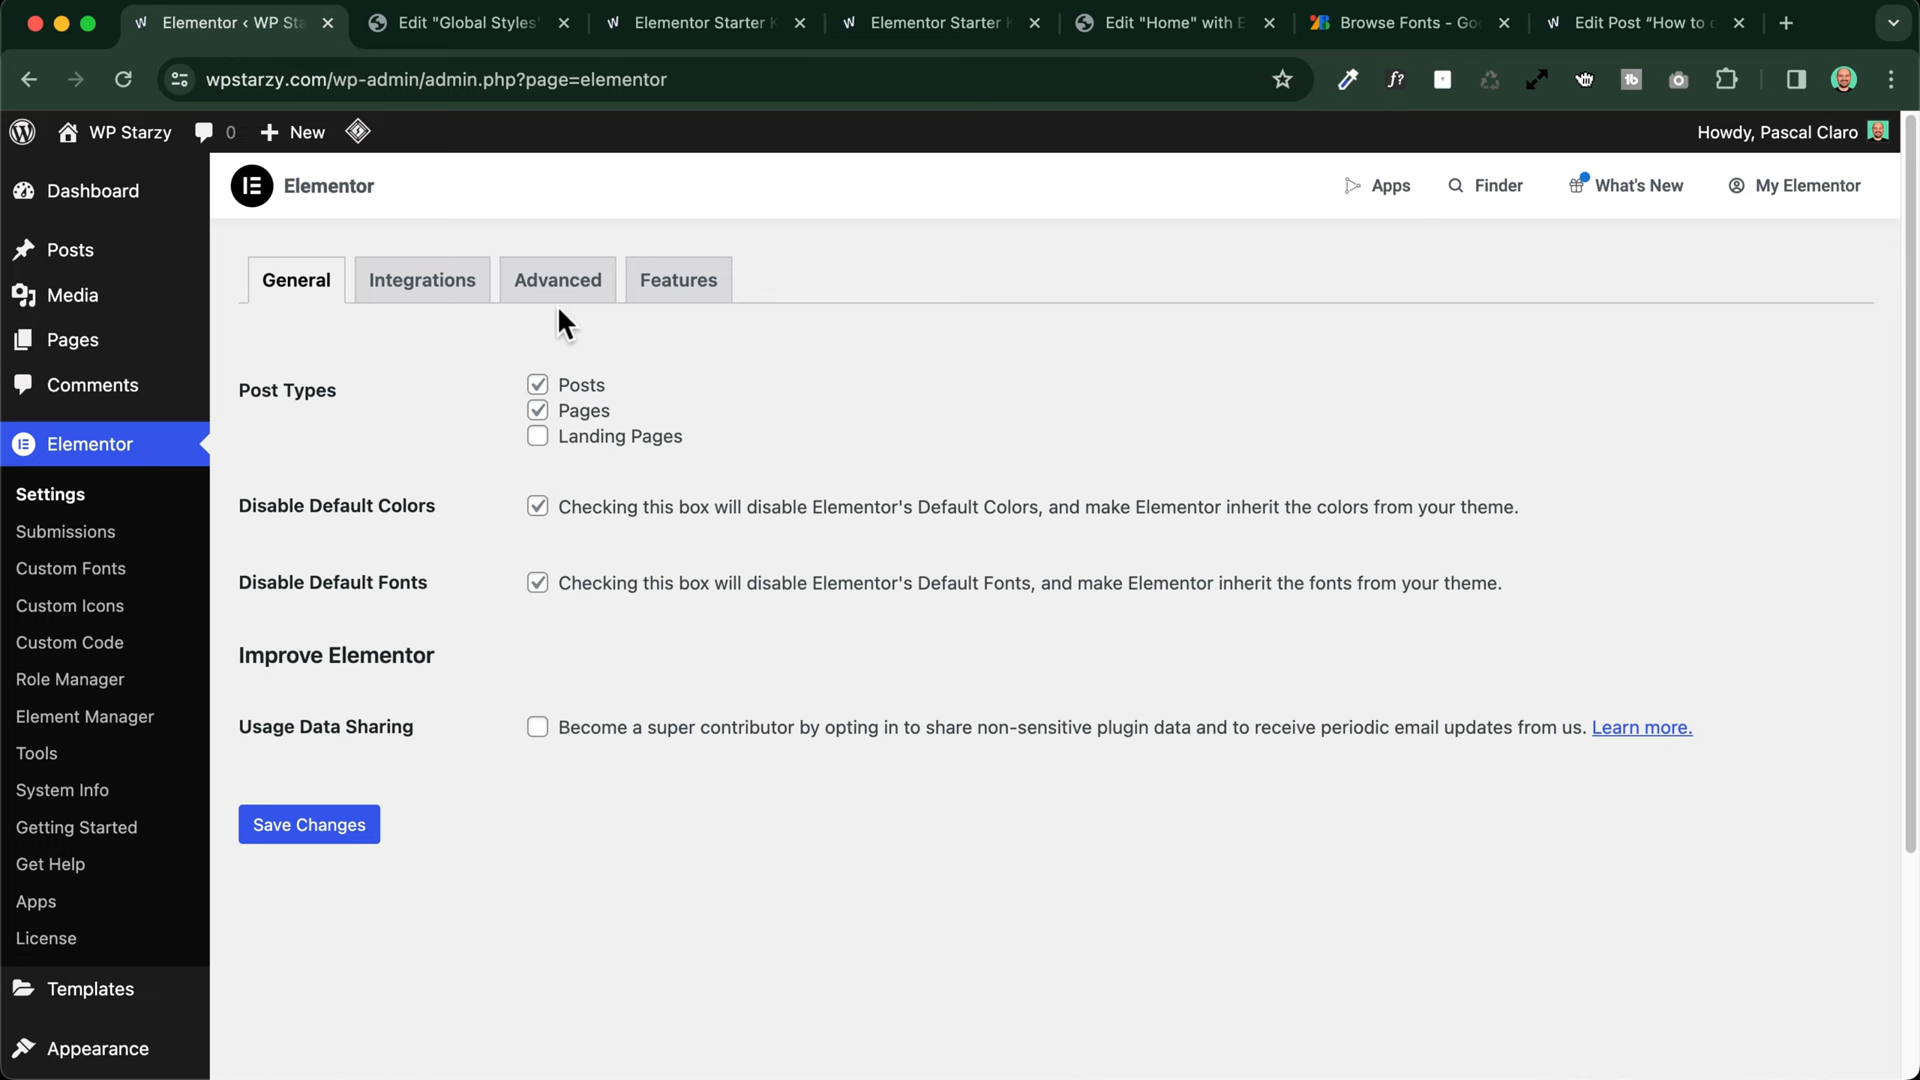 Elementor ‹ WP Sta
Edit "Global Styles"
Elementor Starter K
Elementor Starter K
Edit "Home" with E
Browse Fonts - Go
Edit Post “How to c
wpstarzy.com/wp-admin/admin.php?page=elementor
WP Starzy 0 New
Howdy, Pascal Claro
Dashboard
Posts
Media
Pages
Comments
Elementor
Settings
Submissions
Custom Fonts
Custom Icons
Custom Code
Role Manager
Element Manager
Tools
System Info
Getting Started
Get Help
Apps
License
Templates
Appearance
Elementor
Apps Finder What's New My Elementor
General Integrations Advanced Features
Post Types
Posts
Pages
Landing Pages
Disable Default Colors
Checking this box will disable Elementor's Default Colors, and make Elementor inherit the colors from your theme.
Disable Default Fonts
Checking this box will disable Elementor's Default Fonts, and make Elementor inherit the fonts from your theme.
Improve Elementor
Usage Data Sharing
Become a super contributor by opting in to share non-sensitive plugin data and to receive periodic email updates from us. Learn more.
Save Changes